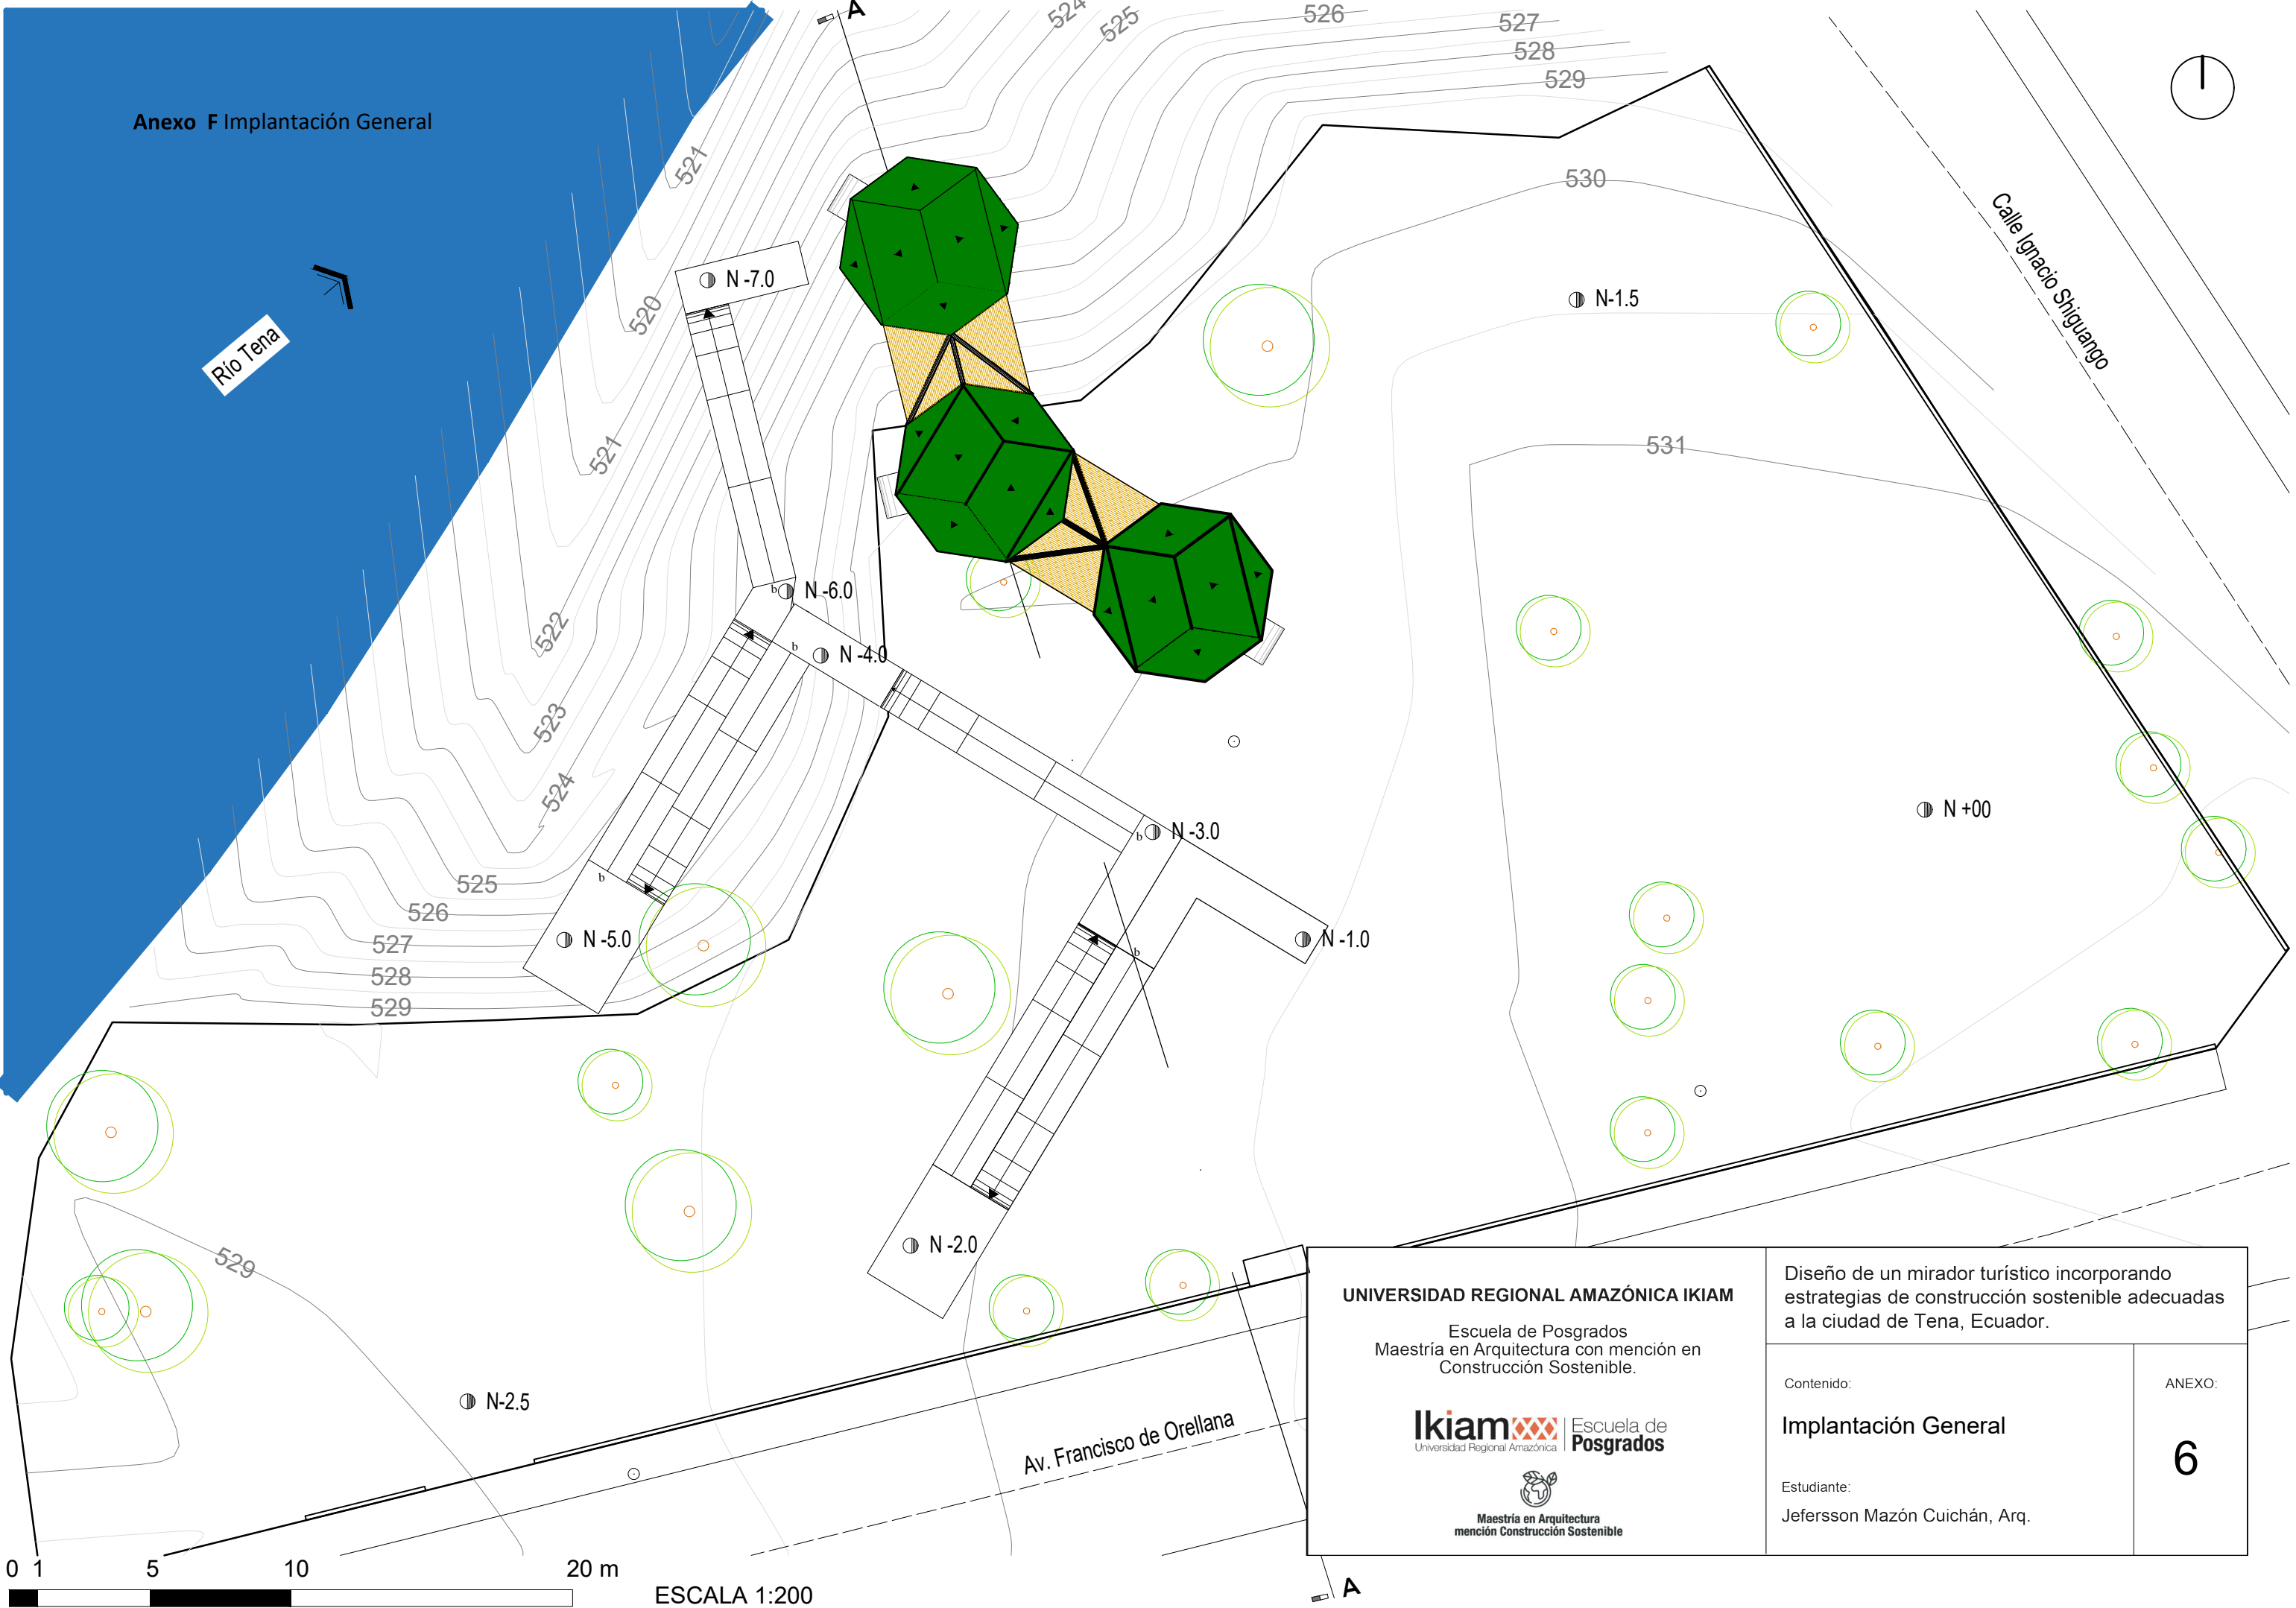 A
524
525
526
527
528
529
Anexo F Implantación General
521
530
Calle Ignacio Shiguango
N -7.0
N-1.5
520
Río Tena
521
531
b
N -6.0
522
b
N -4.0
523
524
N +00
b
N -3.0
525
b
526
527
N -5.0
b
N -1.0
528
529
N -2.0
529
N-2.5
Av. Francisco de Orellana
UNIVERSIDAD REGIONAL AMAZÓNICA IKIAM
Escuela de Posgrados
Maestría en Arquitectura con mención en
Construcción Sostenible.
Ikiam
Universidad Regional Amazónica
Escuela de
Posgrados
Maestría en Arquitectura
mención Construcción Sostenible
Diseño de un mirador turístico incorporando
estrategias de construcción sostenible adecuadas
a la ciudad de Tena, Ecuador.
Contenido:
Implantación General
Estudiante:
Jefersson Mazón Cuichán, Arq.
ANEXO:
6
0 1 5 10 20 m
ESCALA 1:200
A